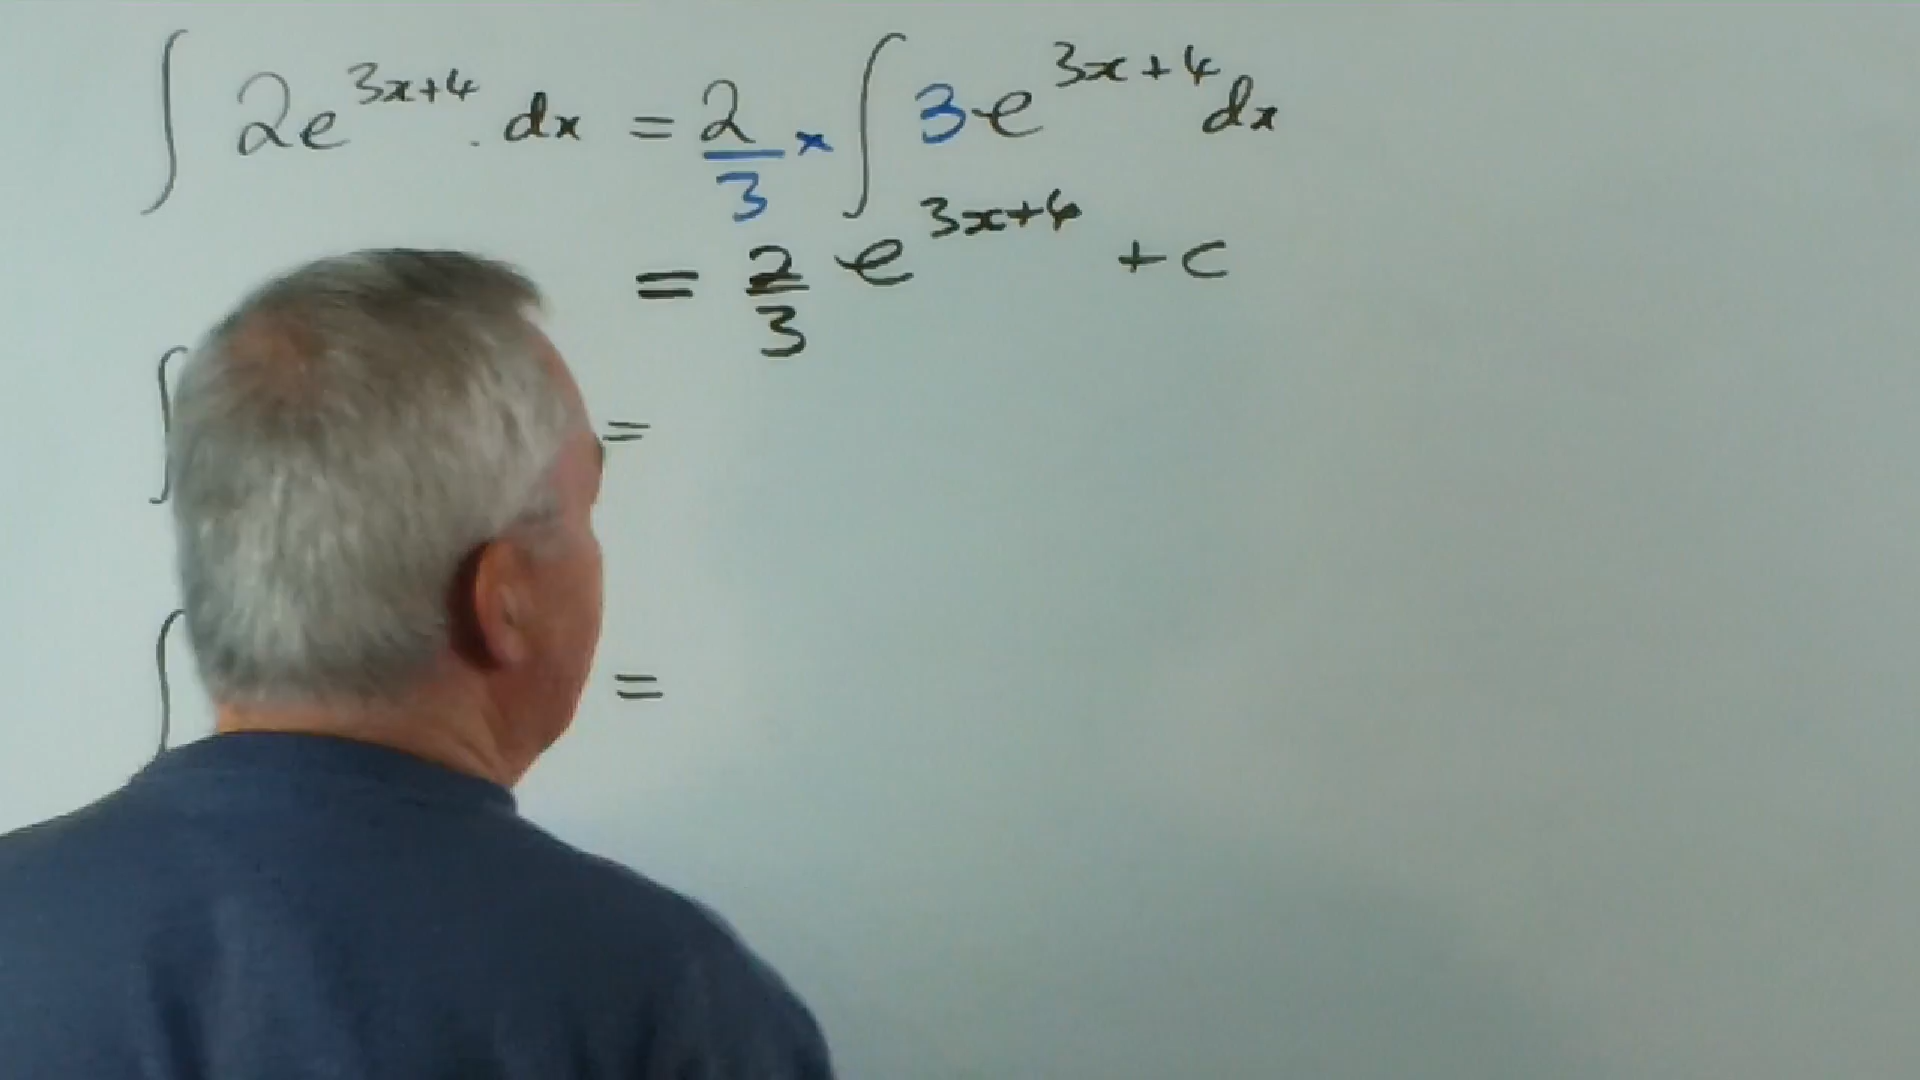 ∫ 2e^{3x+4} . dx = 2/3 × ∫ 3e^{3x+4} dx
= 2/3 e^{3x+4} + c
∫ =
∫ =